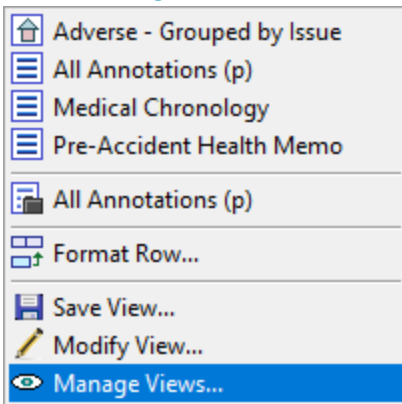 Adverse - Grouped by Issue
All Annotations (p)
Medical Chronology
Pre-Accident Health Memo
All Annotations (p)
Format Row...
Save View...
Modify View...
Manage Views...